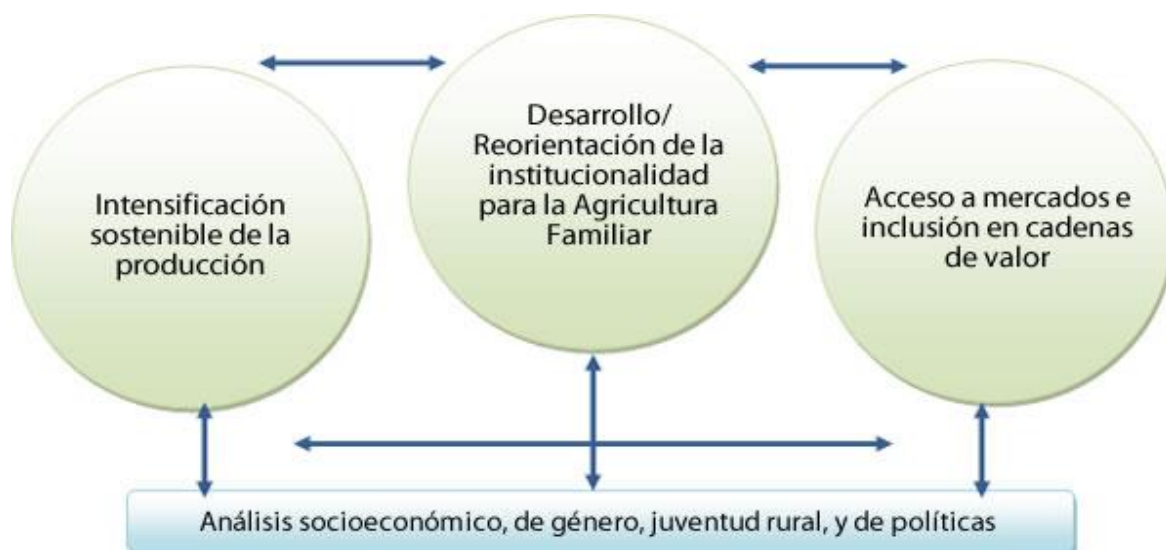 Intensificación
sostenible de la
producción
Desarrollo/
Reorientación de la
institucionalidad
para la Agricultura
Familiar
Acceso a mercados e
inclusión en cadenas
de valor
Análisis socioeconómico, de género, juventud rural, y de políticas